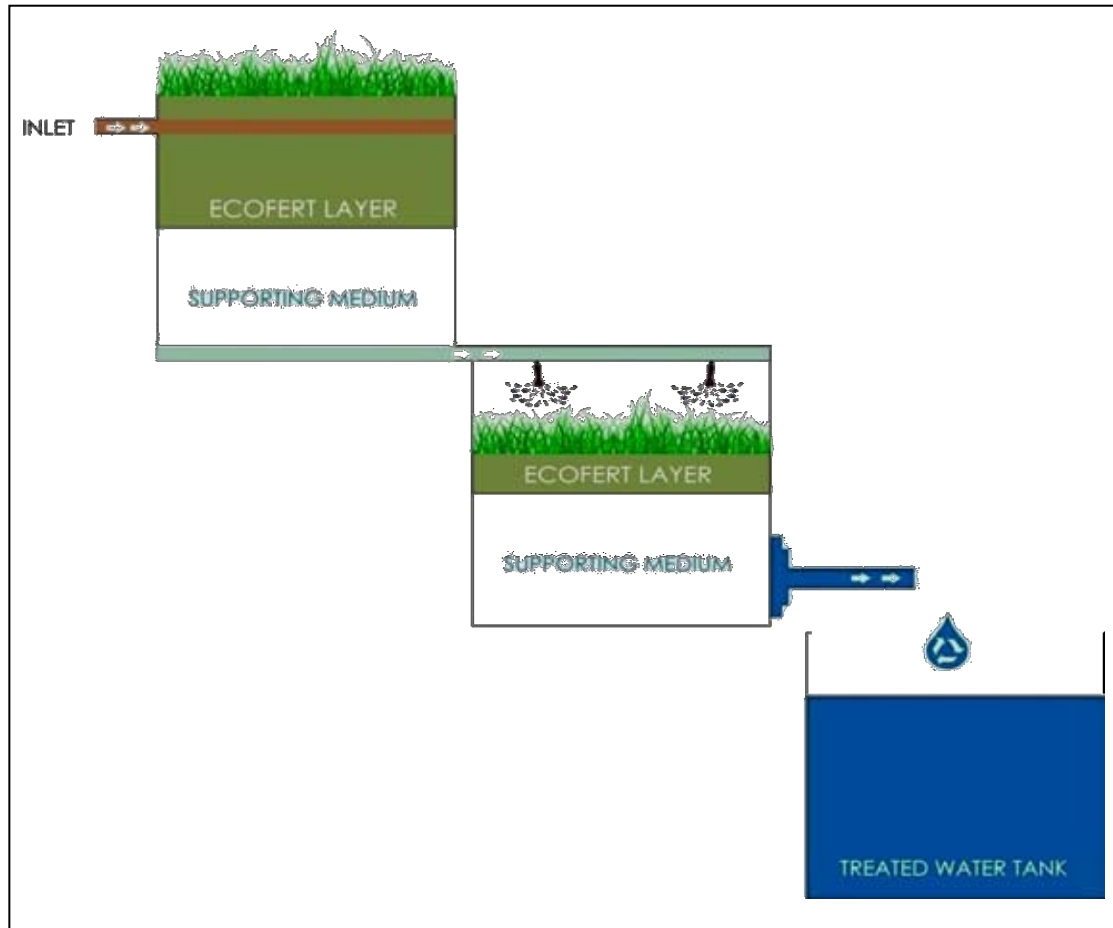 INLET
ECOFERT LAYER
SUPPORTING MEDIUM
ECOFERT LAYER
SUPPORTING MEDIUM
TREATED WATER TANK